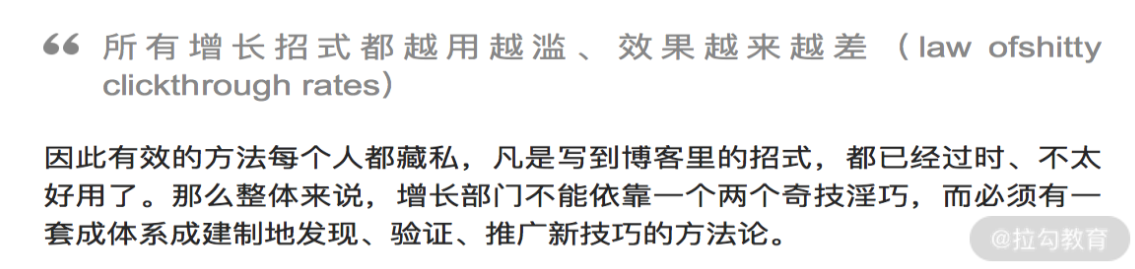 “ 所有增长招式都越用越滥、效果越来越差（law ofshitty
clickthrough rates）
因此有效的方法每个人都藏私，凡是写到博客里的招式，都已经过时、不太
好用了。那么整体来说，增长部门不能依靠一个两个奇技淫巧，而必须有一
套成体系成建制地发现、验证、推广新技巧的方法论。
@拉勾教育